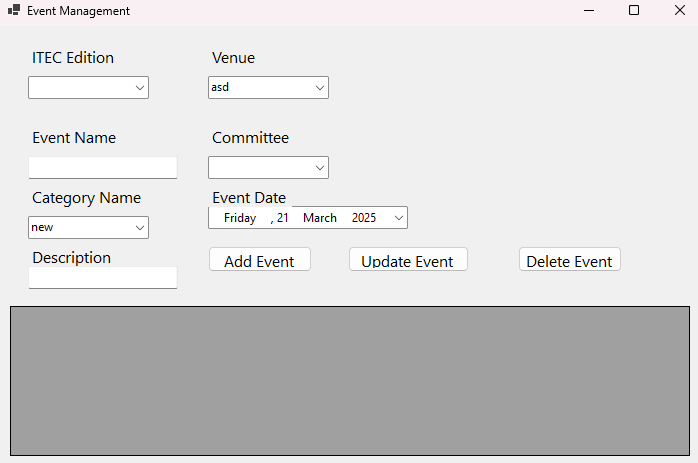 Event Management
ITEC Edition
Venue
asd
Event Name
Committee
Category Name
Event Date
new
Friday , 21 March 2025
Description
Add Event
Update Event
Delete Event